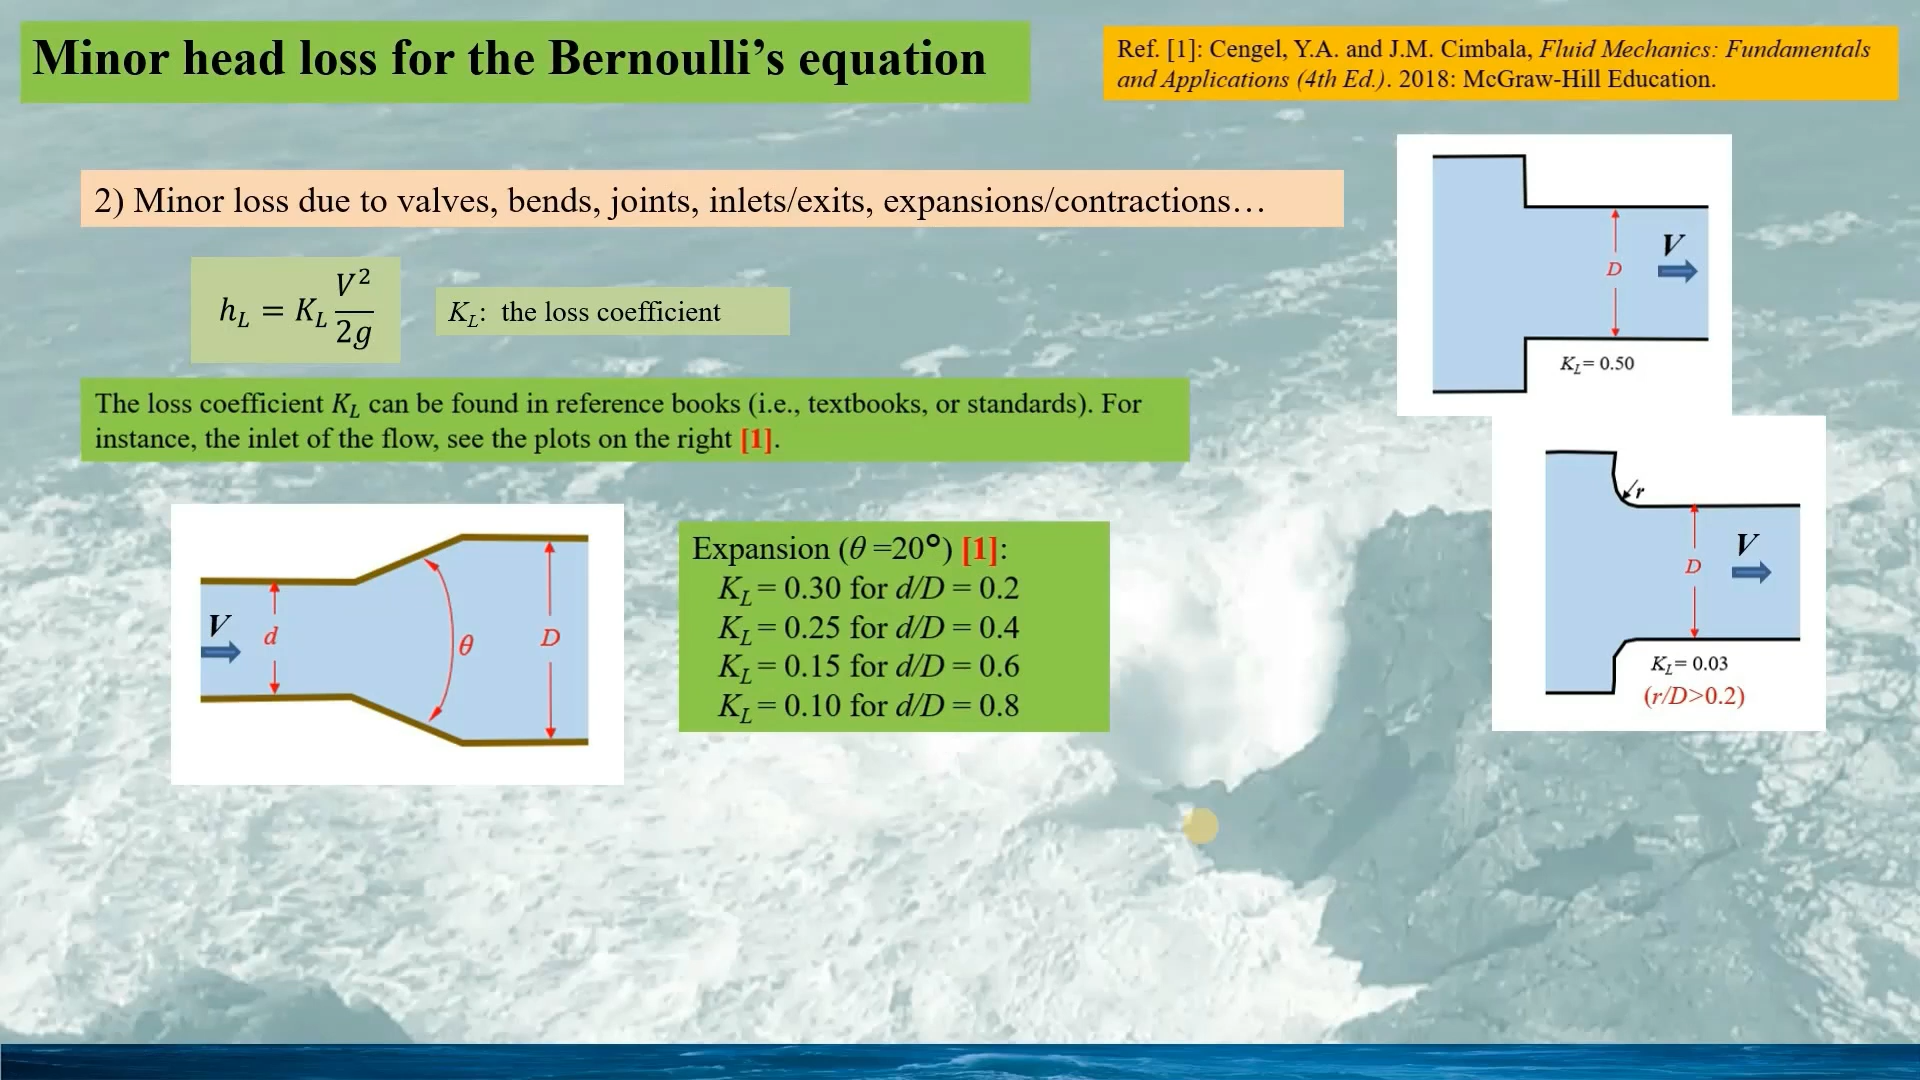 Minor head loss for the Bernoulli’s equation
Ref. [1]: Cengel, Y.A. and J.M. Cimbala, Fluid Mechanics: Fundamentals
and Applications (4th Ed.). 2018: McGraw-Hill Education.
2) Minor loss due to valves, bends, joints, inlets/exits, expansions/contractions…
h_L = K_L V²/2g
K_L: the loss coefficient
The loss coefficient K_L can be found in reference books (i.e., textbooks, or standards). For
instance, the inlet of the flow, see the plots on the right [1].
V
d
θ
D
Expansion (θ =20°) [1]:
K_L = 0.30 for d/D = 0.2
K_L = 0.25 for d/D = 0.4
K_L = 0.15 for d/D = 0.6
K_L = 0.10 for d/D = 0.8
V
D
K_L = 0.50
r
V
D
K_L = 0.03
(r/D>0.2)